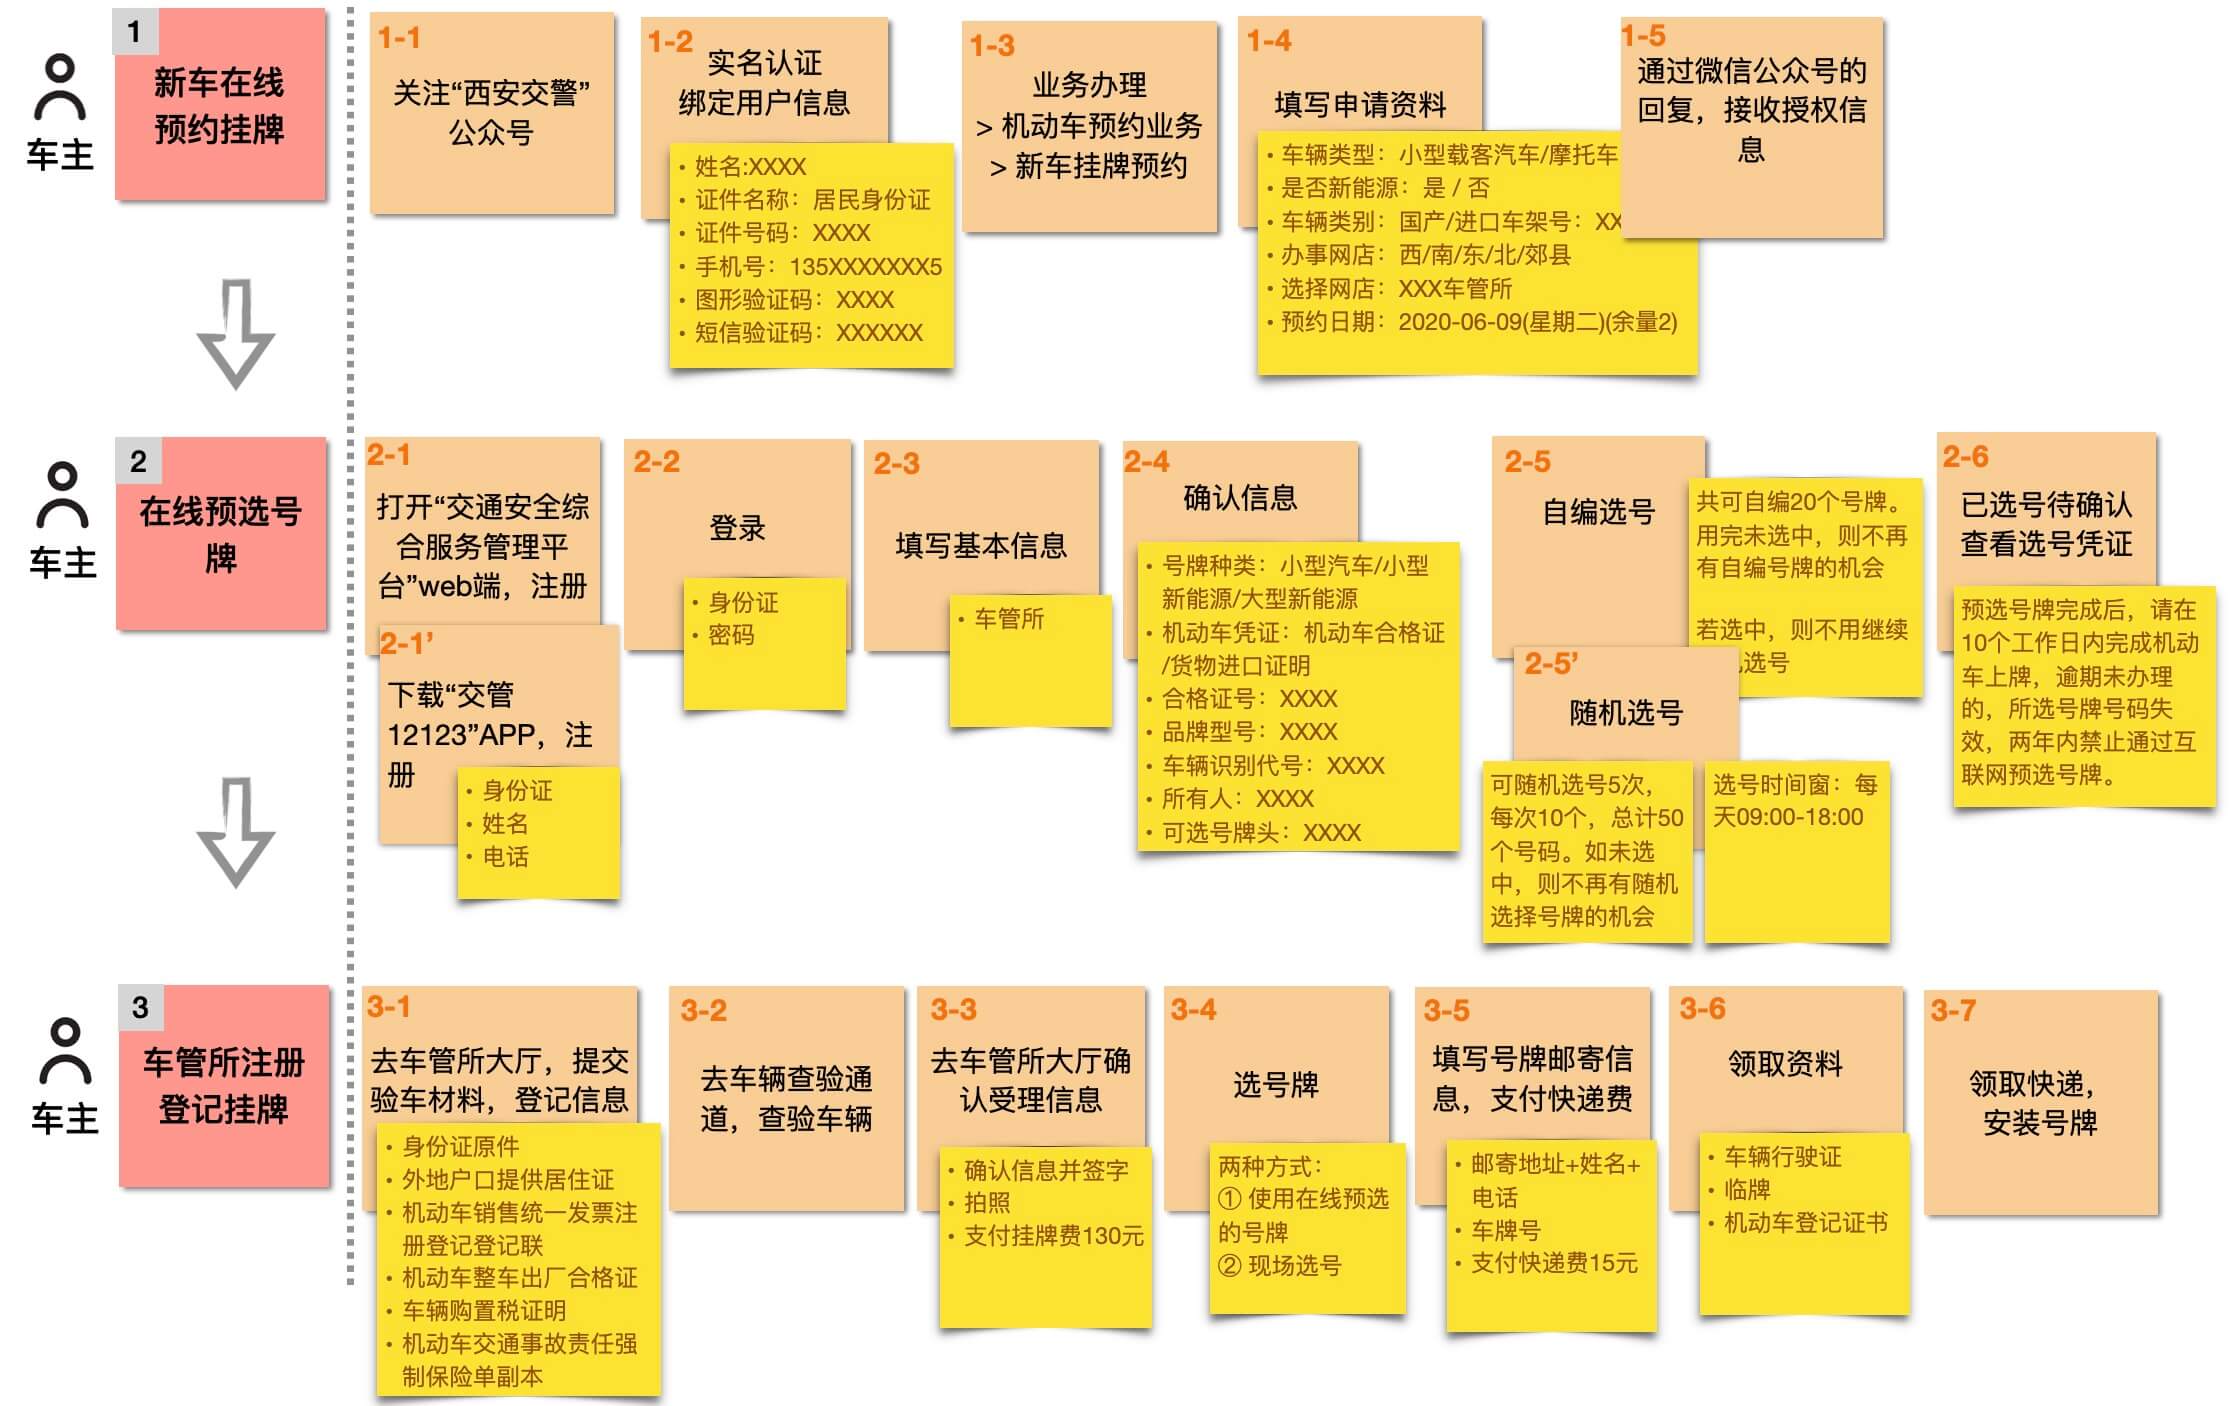 1
新车在线
预约挂牌
车主
1-1
关注“西安交警”
公众号
1-2
实名认证
绑定用户信息
• 姓名:XXXX
• 证件名称：居民身份证
• 证件号码：XXXX
• 手机号：135XXXXXXX5
• 图形验证码：XXXX
• 短信验证码：XXXXXX
1-3
业务办理
> 机动车预约业务
> 新车挂牌预约
1-4
填写申请资料
• 车辆类型：小型载客汽车/摩托车
• 是否新能源：是 / 否
• 车辆类别：国产/进口车架号：XX
• 办事网店：西/南/东/北/郊县
• 选择网店：XXX车管所
• 预约日期：2020-06-09(星期二)(余量2)
1-5
通过微信公众号的
回复，接收授权信
息
2
在线预选号
牌
车主
2-1
打开“交通安全综
合服务管理平
台”web端，注册
2-1’
下载“交管
12123”APP，注
册
• 身份证
• 姓名
• 电话
2-2
登录
• 身份证
• 密码
2-3
填写基本信息
• 车管所
2-4
确认信息
• 号牌种类：小型汽车/小型
新能源/大型新能源
• 机动车凭证：机动车合格证
/货物进口证明
• 合格证号：XXXX
• 品牌型号：XXXX
• 车辆识别代号：XXXX
• 所有人：XXXX
• 可选号牌头：XXXX
2-5
自编选号
共可自编20个号牌。
用完未选中，则不再
有自编号牌的机会
若选中，则不用继续
选号
2-5’
随机选号
可随机选号5次，
每次10个，总计50
个号码。如未选
中，则不再有随机
选择号牌的机会
选号时间窗：每
天09:00-18:00
2-6
已选号待确认
查看选号凭证
预选号牌完成后，请在
10个工作日内完成机动
车上牌，逾期未办理
的，所选号牌号码失
效，两年内禁止通过互
联网预选号牌。
3
车管所注册
登记挂牌
车主
3-1
去车管所大厅，提交
验车材料，登记信息
• 身份证原件
• 外地户口提供居住证
• 机动车销售统一发票注
册登记登记联
• 机动车整车出厂合格证
• 车辆购置税证明
• 机动车交通事故责任强
制保险单副本
3-2
去车辆查验通
道，查验车辆
3-3
去车管所大厅确
认受理信息
• 确认信息并签字
• 拍照
• 支付挂牌费130元
3-4
选号牌
两种方式：
① 使用在线预选
的号牌
② 现场选号
3-5
填写号牌邮寄信
息，支付快递费
• 邮寄地址+姓名+
电话
• 车牌号
• 支付快递费15元
3-6
领取资料
• 车辆行驶证
• 临牌
• 机动车登记证书
3-7
领取快递，
安装号牌